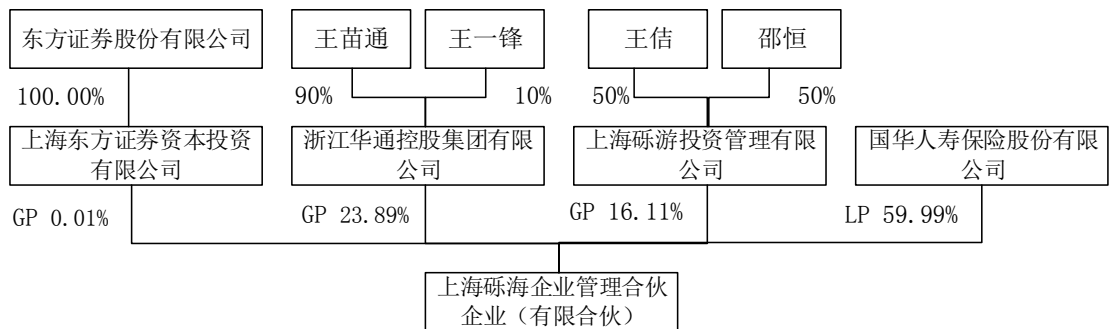 东方证券股份有限公司
王苗通
王一锋
王佶
邵恒
100.00%
90%
10%
50%
50%
上海东方证券资本投资
有限公司
浙江华通控股集团有限
公司
上海砾游投资管理有限
公司
国华人寿保险股份有限
公司
GP 0.01%
GP 23.89%
GP 16.11%
LP 59.99%
上海砾海企业管理合伙
企业（有限合伙）